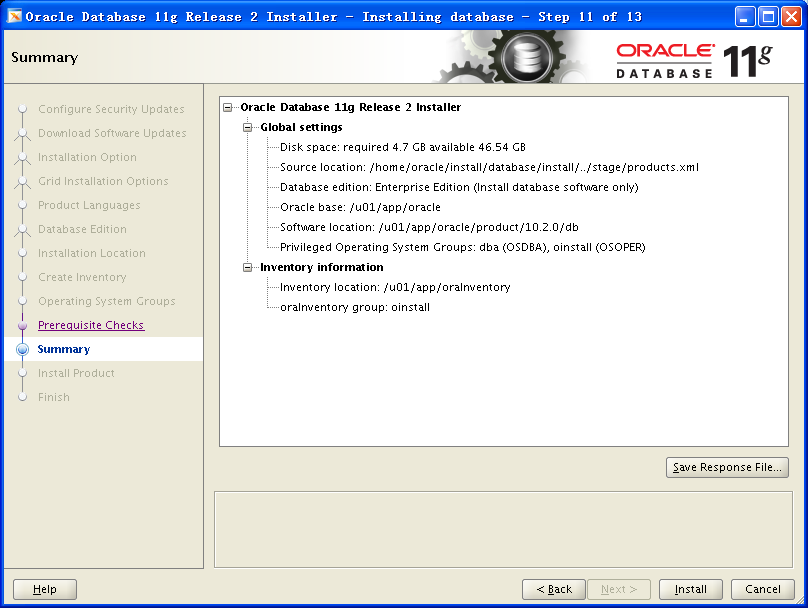 Oracle Database 11g Release 2 Installer - Installing database - Step 11 of 13
Summary
ORACLE
DATABASE
11g
Configure Security Updates
Download Software Updates
Installation Option
Grid Installation Options
Product Languages
Database Edition
Installation Location
Create Inventory
Operating System Groups
Prerequisite Checks
Summary
Install Product
Finish
Oracle Database 11g Release 2 Installer
Global settings
Disk space: required 4.7 GB available 46.54 GB
Source location: /home/oracle/install/database/install/../stage/products.xml
Database edition: Enterprise Edition (Install database software only)
Oracle base: /u01/app/oracle
Software location: /u01/app/oracle/product/10.2.0/db
Privileged Operating System Groups: dba (OSDBA), oinstall (OSOPER)
Inventory information
Inventory location: /u01/app/oraInventory
oraInventory group: oinstall
Save Response File...
Help
< Back
Next >
Install
Cancel